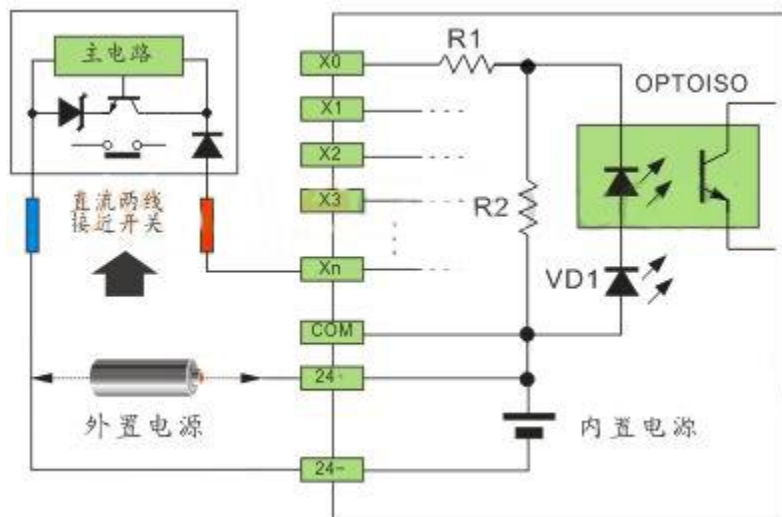 主电路
直流两线
接近开关
外置电源
X0
X1
X2
X3
Xn
COM
24+
24-
R1
R2
OPTOISO
VD1
内置电源